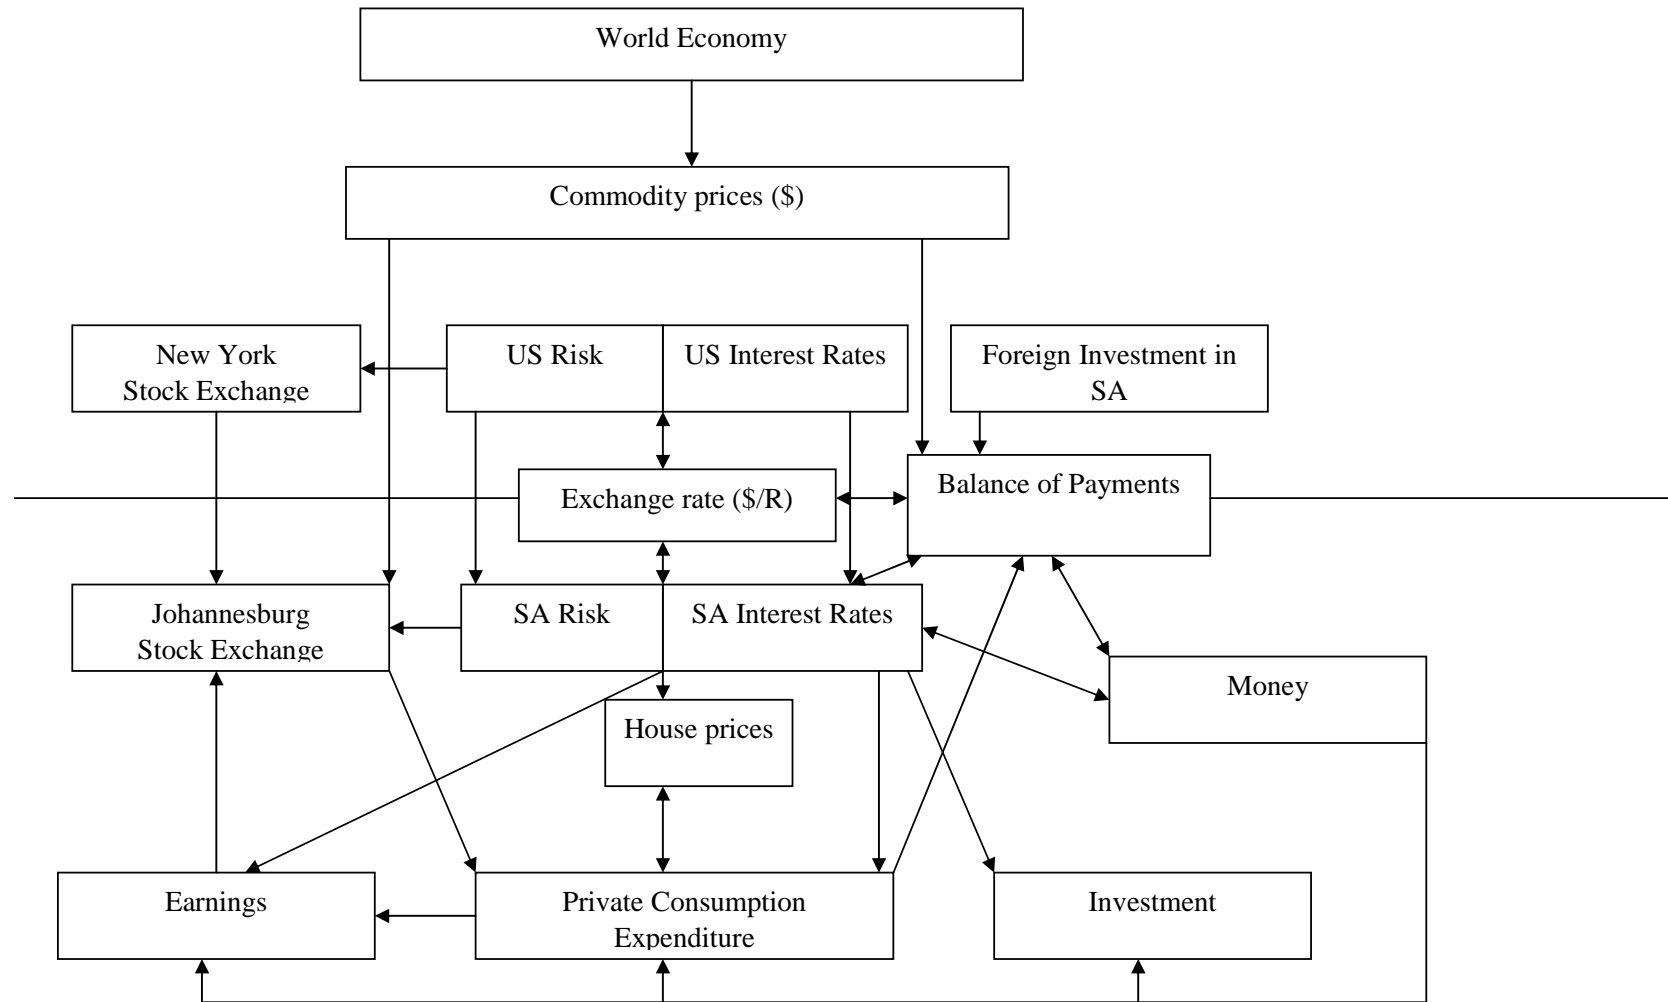 World Economy
Commodity prices ($)
New York
Stock Exchange
US Risk
US Interest Rates
Foreign Investment in
SA
Exchange rate ($/R)
Balance of Payments
Johannesburg
Stock Exchange
SA Risk
SA Interest Rates
Money
House prices
Earnings
Private Consumption
Expenditure
Investment